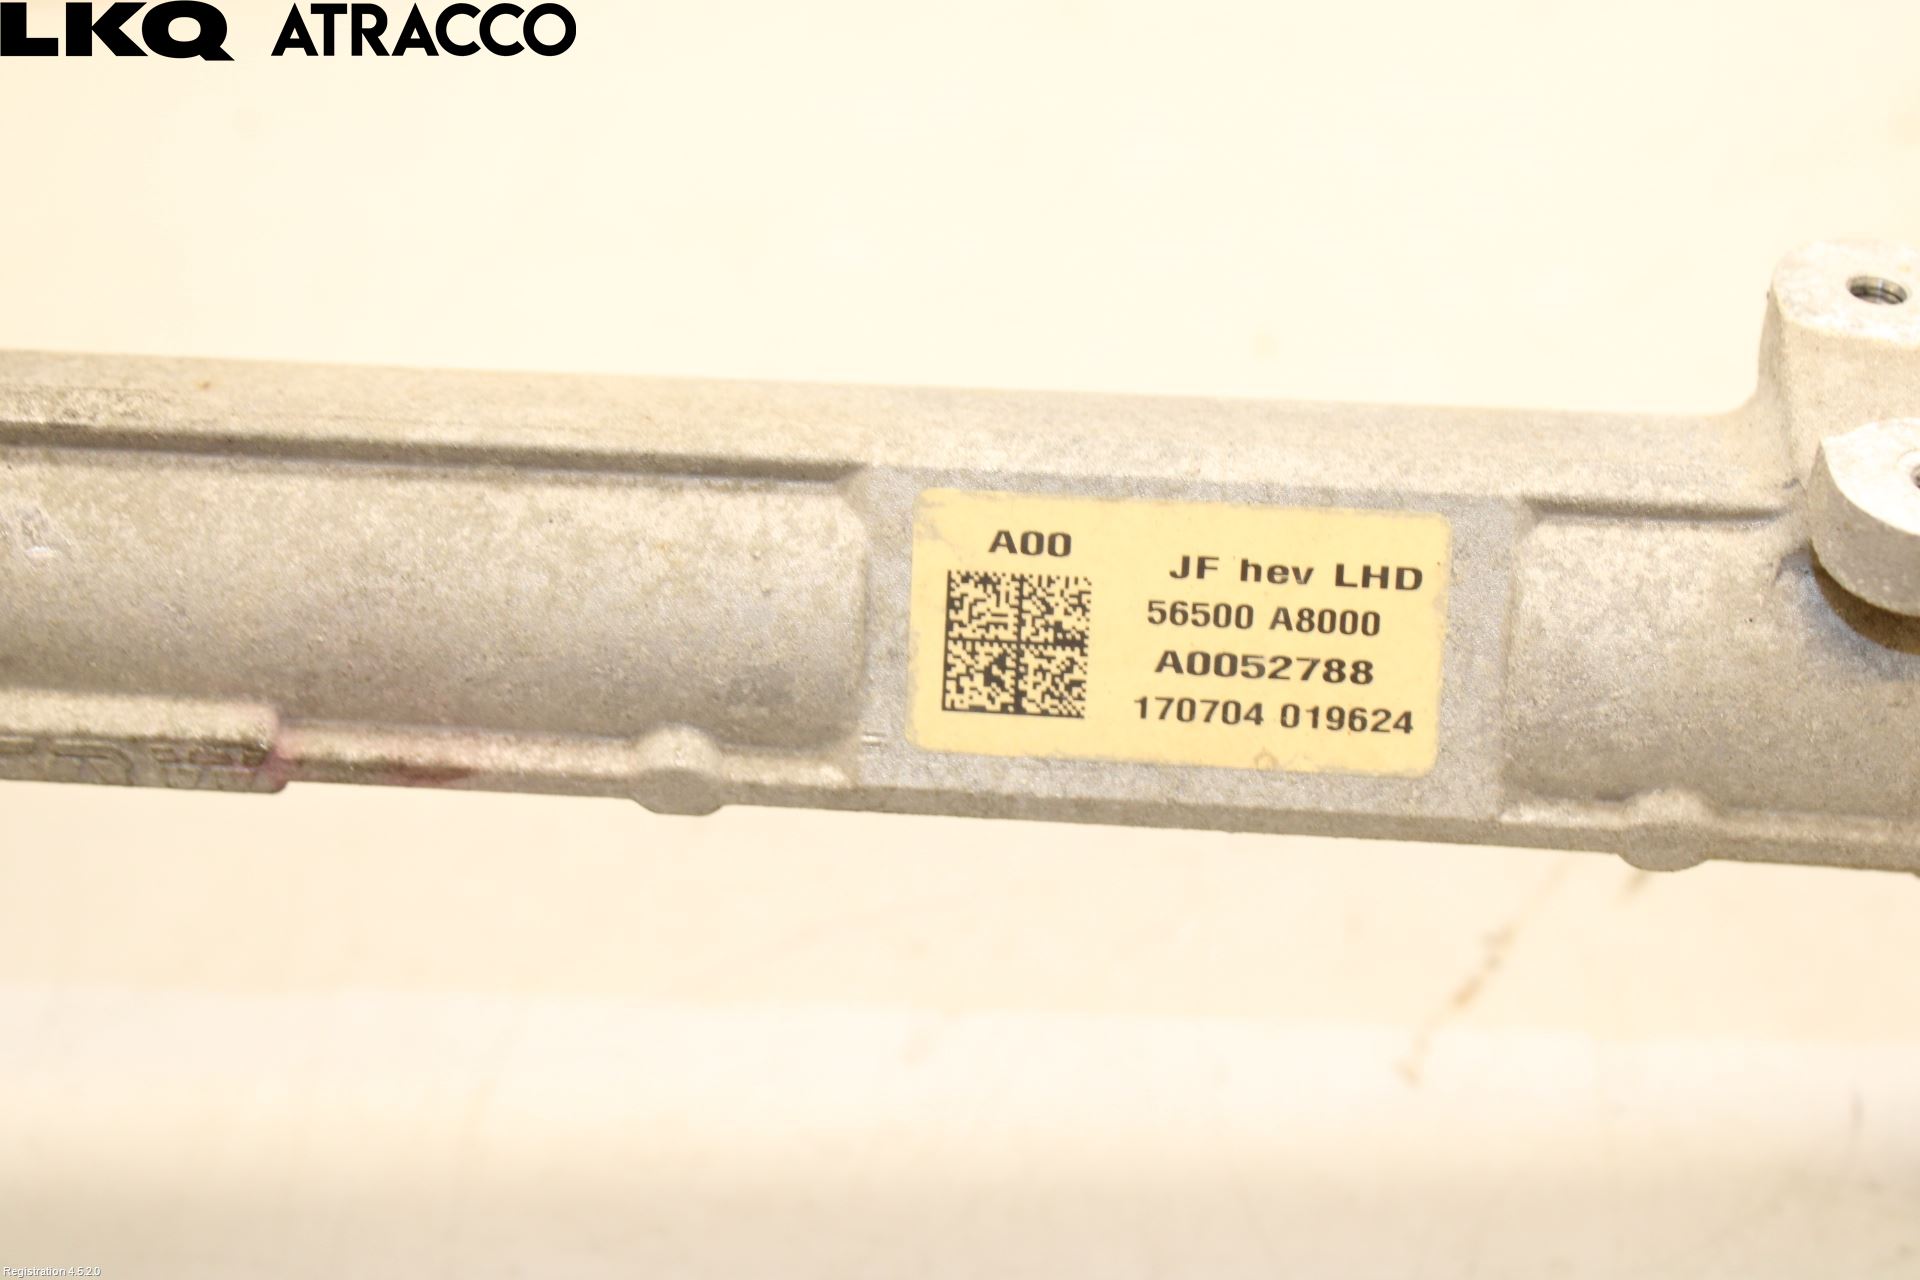 LKQ ATRACCO
A00
JF hev LHD
56500 A8000
A0052788
170704 019624
Registration 4.5.2.0